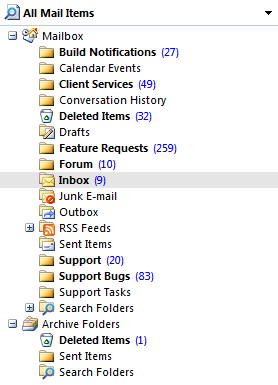 All Mail Items
Mailbox
Build Notifications (27)
Calendar Events
Client Services (49)
Conversation History
Deleted Items (32)
Drafts
Feature Requests (259)
Forum (10)
Inbox (9)
Junk E-mail
Outbox
RSS Feeds
Sent Items
Support (20)
Support Bugs (83)
Support Tasks
Search Folders
Archive Folders
Deleted Items (1)
Sent Items
Search Folders